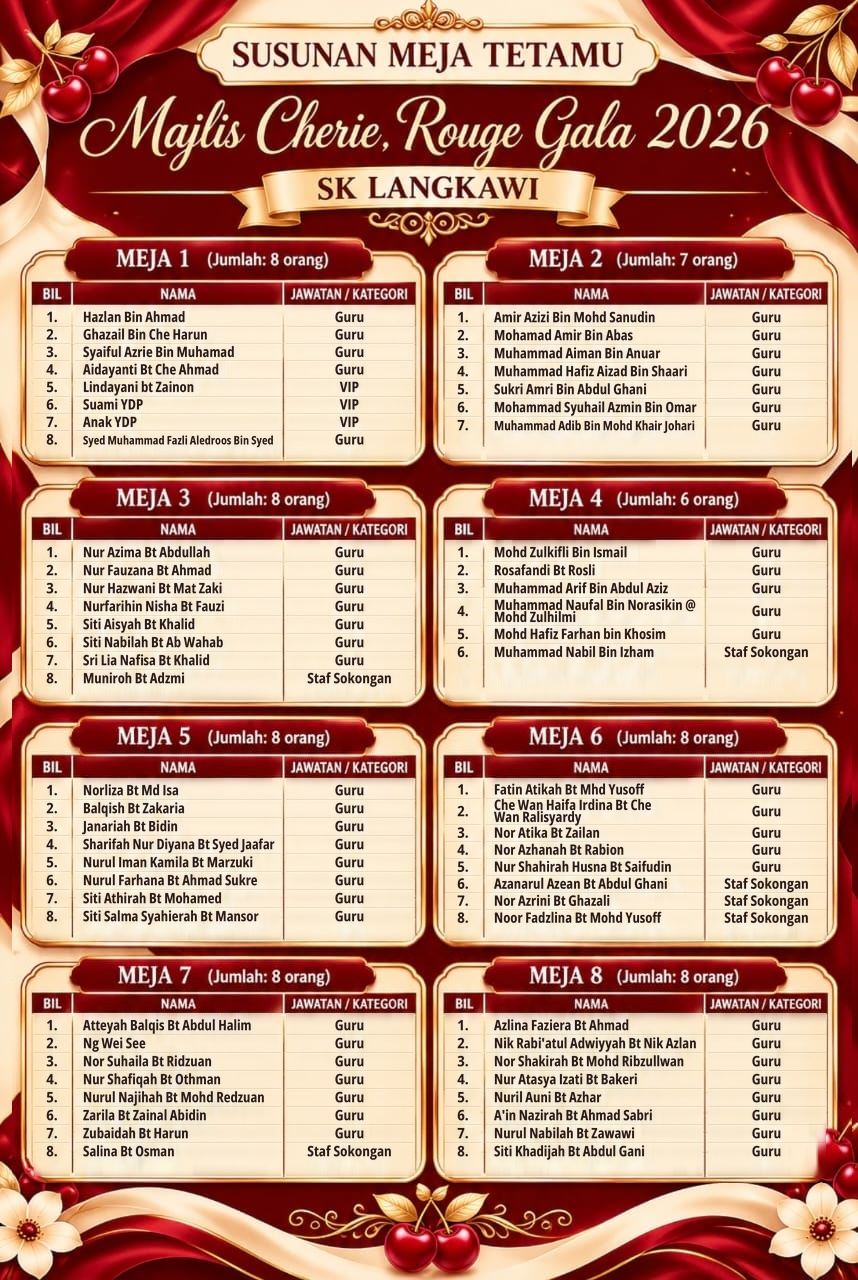 SUSUNAN MEJA TETAMU
Majlis Cherie, Rouge Gala 2026
SK LANGKAWI
MEJA 1 (Jumlah: 8 orang)
BIL NAMA JAWATAN / KATEGORI
1. Hazlan Bin Ahmad Guru
2. Ghazail Bin Che Harun Guru
3. Syaiful Azrie Bin Muhamad Guru
4. Aidayanti Bt Che Ahmad Guru
5. Lindayani bt Zainon VIP
6. Suami YDP VIP
7. Anak YDP VIP
8. Syed Muhammad Fazli Aledroos Bin Syed Guru
MEJA 2 (Jumlah: 7 orang)
BIL NAMA JAWATAN / KATEGORI
1. Amir Azizi Bin Mohd Sanudin Guru
2. Mohamad Amir Bin Abas Guru
3. Muhammad Aiman Bin Anuar Guru
4. Muhammad Hafiz Aizad Bin Shaari Guru
5. Sukri Amri Bin Abdul Ghani Guru
6. Mohammad Syuhail Azmin Bin Omar Guru
7. Muhammad Adib Bin Mohd Khair Johari Guru
MEJA 3 (Jumlah: 8 orang)
BIL NAMA JAWATAN / KATEGORI
1. Nur Azima Bt Abdullah Guru
2. Nur Fauzana Bt Ahmad Guru
3. Nur Hazwani Bt Mat Zaki Guru
4. Nurfarihin Nisha Bt Fauzi Guru
5. Siti Aisyah Bt Khalid Guru
6. Siti Nabilah Bt Ab Wahab Guru
7. Sri Lia Nafisa Bt Khalid Guru
8. Muniroh Bt Adzmi Staf Sokongan
MEJA 4 (Jumlah: 6 orang)
BIL NAMA JAWATAN / KATEGORI
1. Mohd Zulkifli Bin Ismail Guru
2. Rosafandi Bt Rosli Guru
3. Muhammad Arif Bin Abdul Aziz Guru
4. Muhammad Naufal Bin Norasikin @
Mohd Zulhilmi Guru
5. Mohd Hafiz Farhan bin Khosim Guru
6. Muhammad Nabil Bin Izham Staf Sokongan
MEJA 5 (Jumlah: 8 orang)
BIL NAMA JAWATAN / KATEGORI
1. Norliza Bt Md Isa Guru
2. Balqish Bt Zakaria Guru
3. Janariah Bt Bidin Guru
4. Sharifah Nur Diyana Bt Syed Jaafar Guru
5. Nurul Iman Kamila Bt Marzuki Guru
6. Nurul Farhana Bt Ahmad Sukre Guru
7. Siti Athirah Bt Mohamed Guru
8. Siti Salma Syahierah Bt Mansor Guru
MEJA 6 (Jumlah: 8 orang)
BIL NAMA JAWATAN / KATEGORI
1. Fatin Atikah Bt Mhd Yusoff Guru
2. Che Wan Haifa Irdina Bt Che
Wan Ralisyardy Guru
3. Nor Atika Bt Zailan Guru
4. Nor Azhanah Bt Rabion Guru
5. Nur Shahirah Husna Bt Saifudin Guru
6. Azanarul Azean Bt Abdul Ghani Staf Sokongan
7. Nor Azrini Bt Ghazali Staf Sokongan
8. Noor Fadzlina Bt Mohd Yusoff Staf Sokongan
MEJA 7 (Jumlah: 8 orang)
BIL NAMA JAWATAN / KATEGORI
1. Atteyah Balqis Bt Abdul Halim Guru
2. Ng Wei See Guru
3. Nor Suhaila Bt Ridzuan Guru
4. Nur Shafiqah Bt Othman Guru
5. Nurul Najihah Bt Mohd Redzuan Guru
6. Zarila Bt Zainal Abidin Guru
7. Zubaidah Bt Harun Guru
8. Salina Bt Osman Staf Sokongan
MEJA 8 (Jumlah: 8 orang)
BIL NAMA JAWATAN / KATEGORI
1. Azlina Faziera Bt Ahmad Guru
2. Nik Rabi'atul Adwiyyah Bt Nik Azlan Guru
3. Nor Shakirah Bt Mohd Ribzullwan Guru
4. Nur Atasya Izati Bt Bakeri Guru
5. Nuril Auni Bt Azhar Guru
6. A'in Nazirah Bt Ahmad Sabri Guru
7. Nurul Nabilah Bt Zawawi Guru
8. Siti Khadijah Bt Abdul Gani Guru